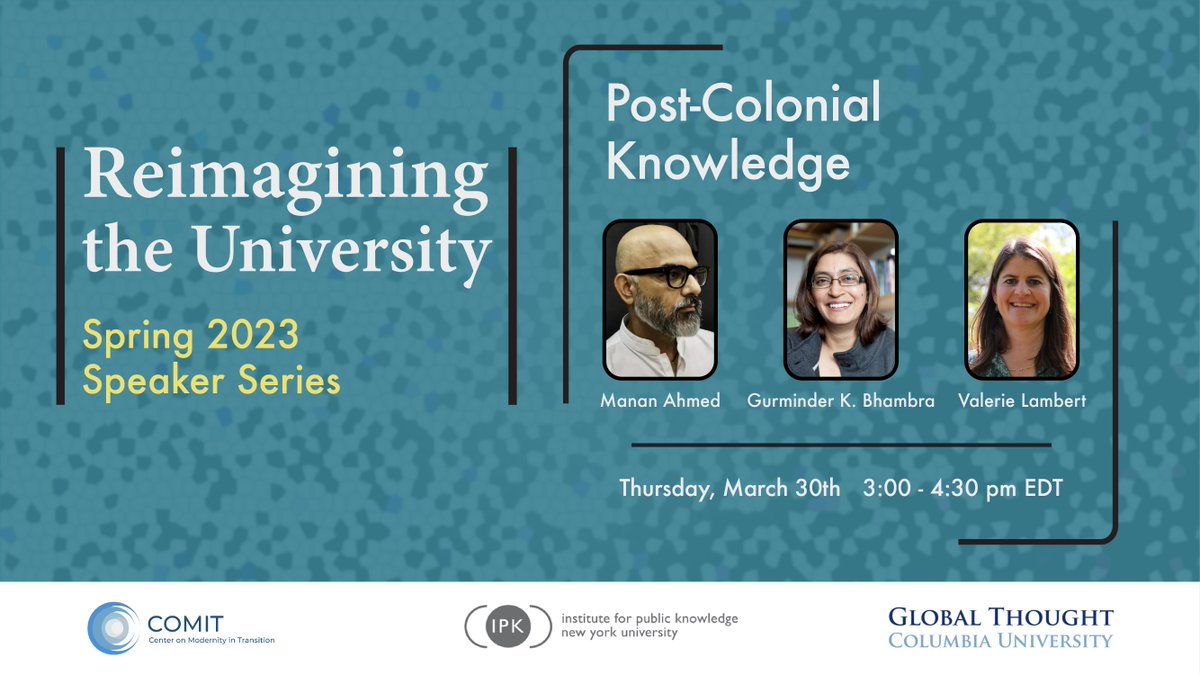 Reimagining
the University
Spring 2023
Speaker Series
Post-Colonial
Knowledge
Manan Ahmed
Gurminder K. Bhambra
Valerie Lambert
Thursday, March 30th 3:00 - 4:30 pm EDT
COMIT
Center on Modernity in Transition
IPK
institute for public knowledge
new york university
GLOBAL THOUGHT
COLUMBIA UNIVERSITY